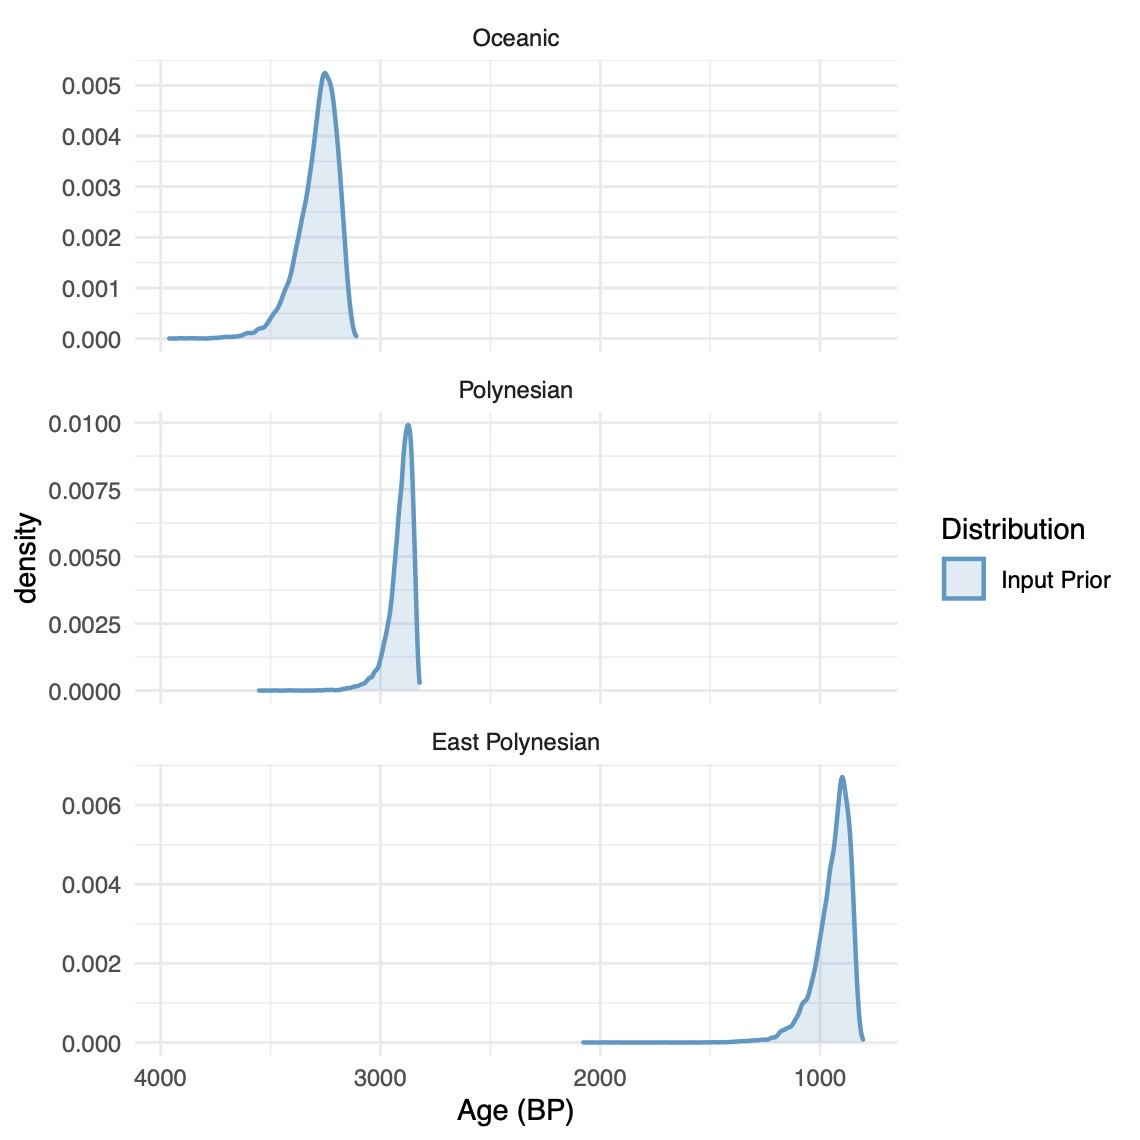 Oceanic
0.005
0.004
0.003
0.002
0.001
0.000
Polynesian
0.0100
0.0075
0.0050
0.0025
0.0000
density
Distribution
Input Prior
East Polynesian
0.006
0.004
0.002
0.000
4000 3000 2000 1000
Age (BP)